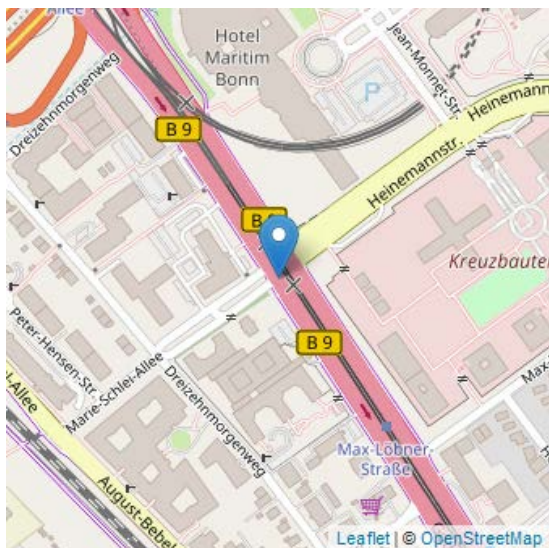 Allee
Hotel
Maritim
Bonn
Jean-Monnet-Str.
P
Heinemannstr.
Dreizehnmorgenweg
B 9
Heinemannstr.
B
Kreuzbauten
B 9
Peter-Hensen-Str.
Marie-Schlei-Allee
Dreizehnmorgenweg
Max-
l-Allee
Max-Löbner-
Straße
August-Bebel
Leaflet | © OpenStreetMap